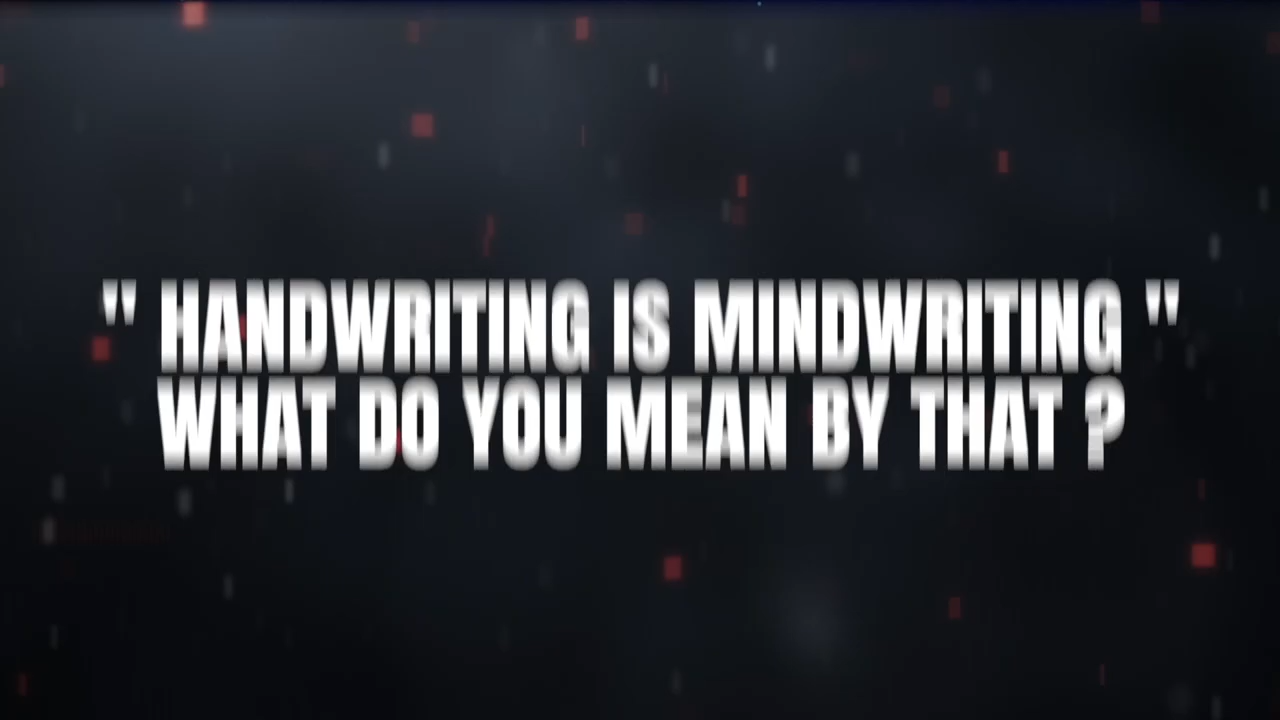 " HANDWRITING IS MINDWRITING "
WHAT DO YOU MEAN BY THAT ?